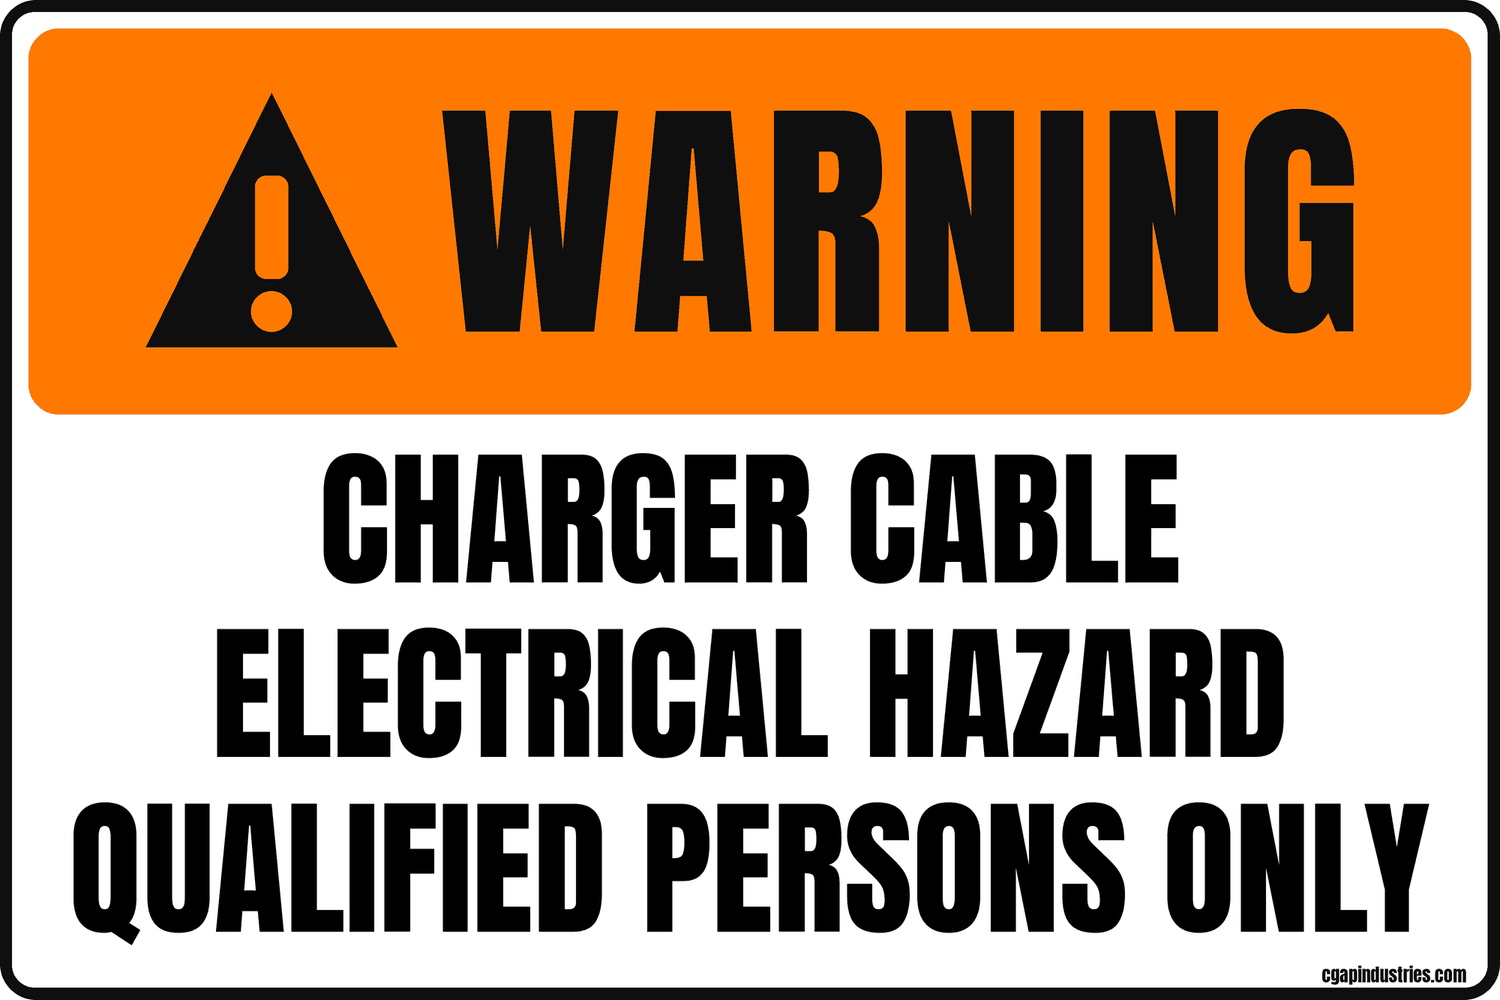 WARNING
CHARGER CABLE
ELECTRICAL HAZARD
QUALIFIED PERSONS ONLY
cgapindustries.com